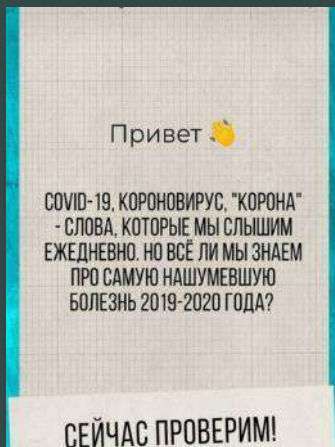 Привет 👏
COVID-19, КОРОНОВИРУС, "КОРОНА"
- СЛОВА, КОТОРЫЕ МЫ СЛЫШИМ
ЕЖЕДНЕВНО. НО ВСЁ ЛИ МЫ ЗНАЕМ
ПРО САМУЮ НАШУМЕВШУЮ
БОЛЕЗНЬ 2019-2020 ГОДА?
СЕЙЧАС ПРОВЕРИМ!